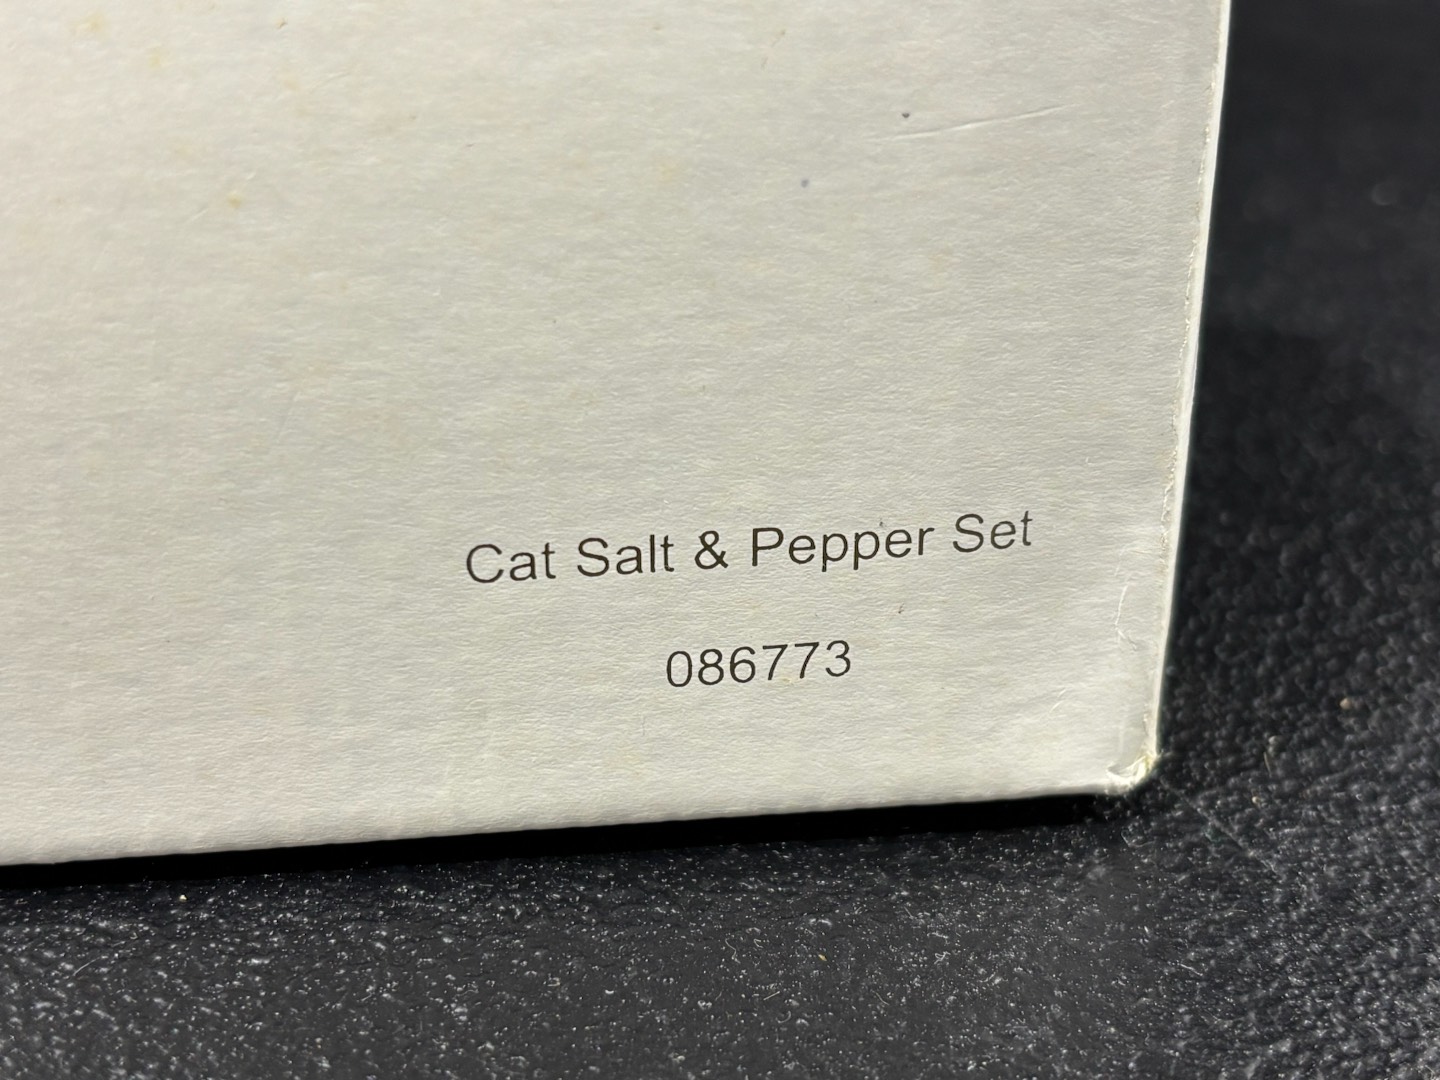 Cat Salt & Pepper Set
086773